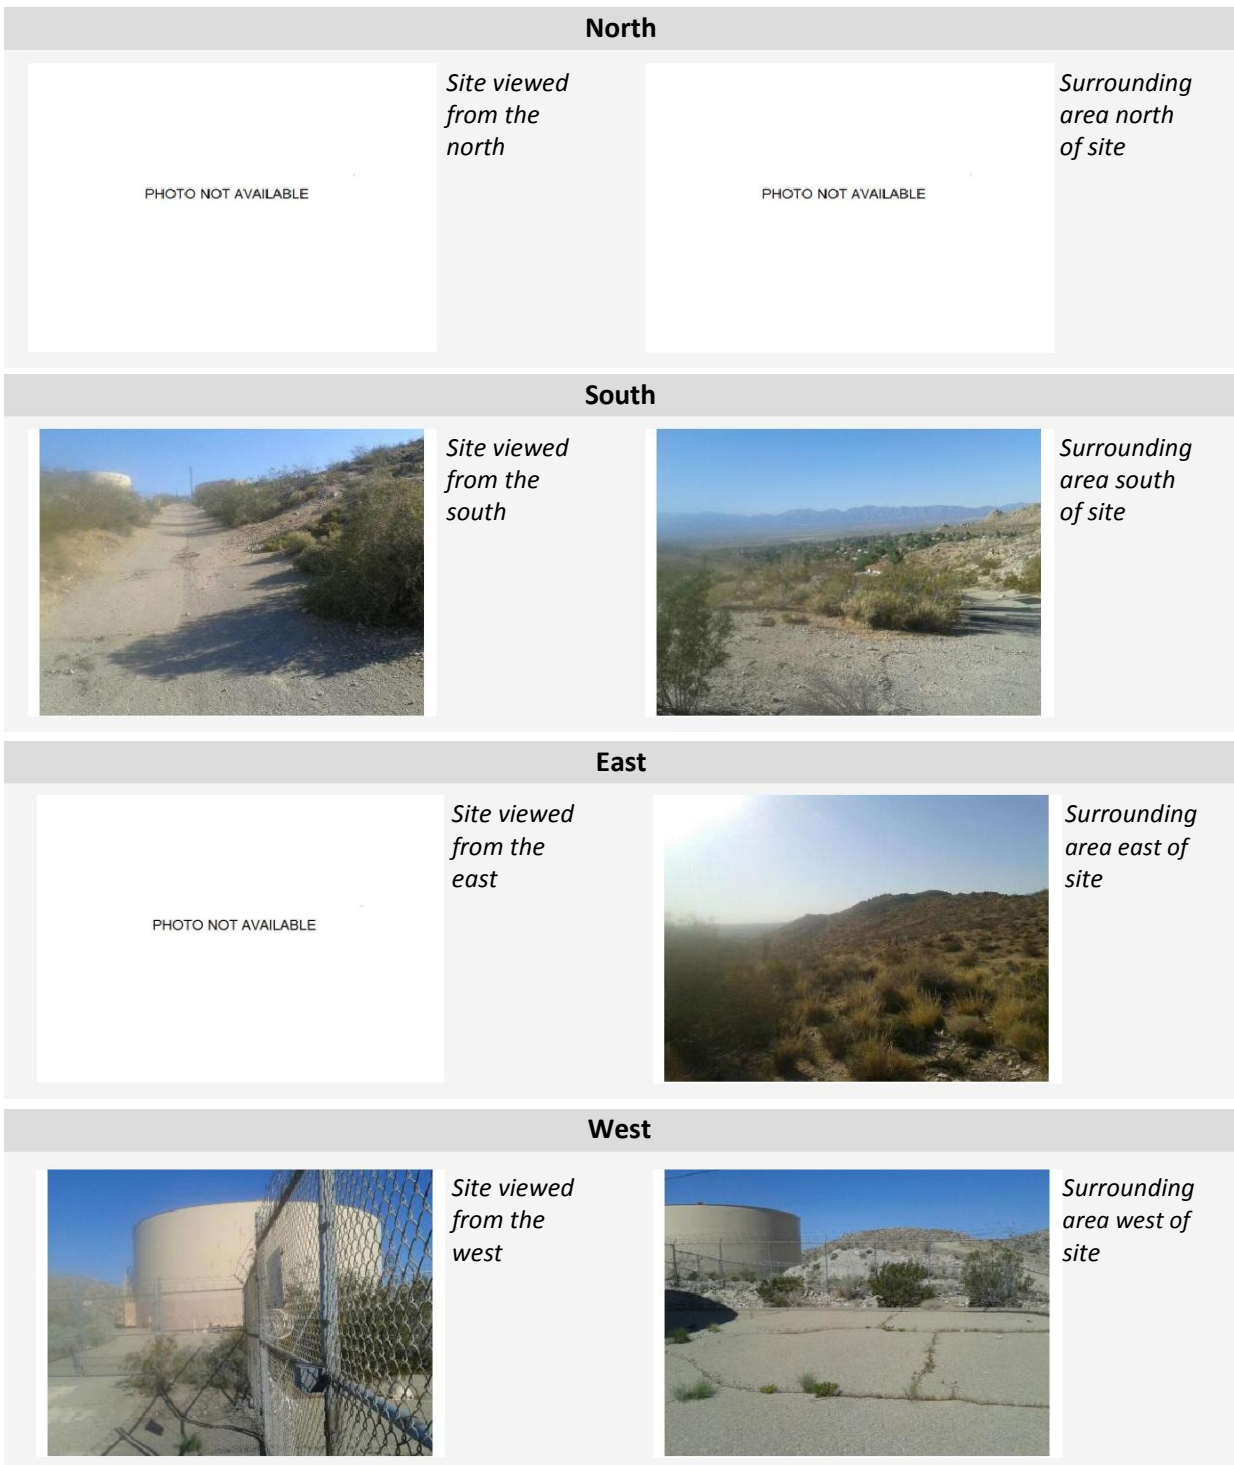 North
Site viewed
from the
north
PHOTO NOT AVAILABLE
Surrounding
area north
of site
PHOTO NOT AVAILABLE
South
Site viewed
from the
south
Surrounding
area south
of site
East
Site viewed
from the
east
PHOTO NOT AVAILABLE
Surrounding
area east of
site
West
Site viewed
from the
west
Surrounding
area west of
site